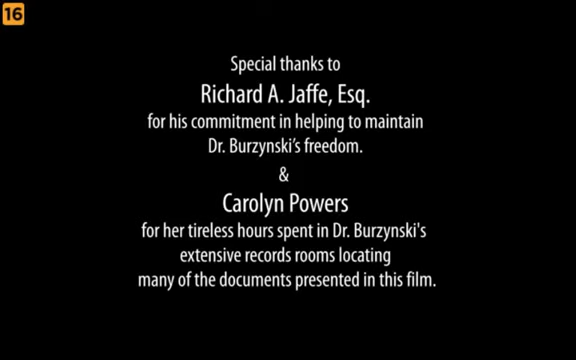 16
Special thanks to
Richard A. Jaffe, Esq.
for his commitment in helping to maintain
Dr. Burzynski's freedom.
&
Carolyn Powers
for her tireless hours spent in Dr. Burzynski's
extensive records rooms locating
many of the documents presented in this film.